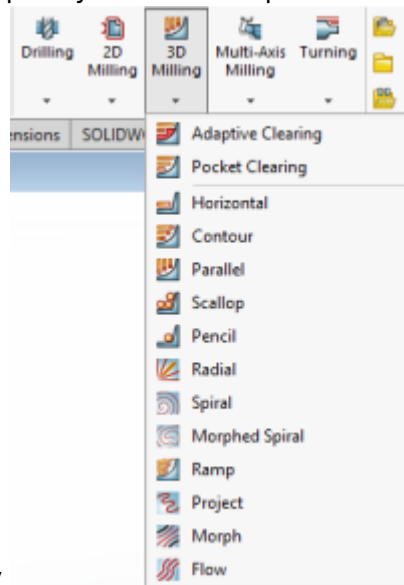 Drilling 2D Milling 3D Milling Multi-Axis Milling Turning
ensions SOLIDW
Adaptive Clearing
Pocket Clearing
Horizontal
Contour
Parallel
Scallop
Pencil
Radial
Spiral
Morphed Spiral
Ramp
Project
Morph
Flow